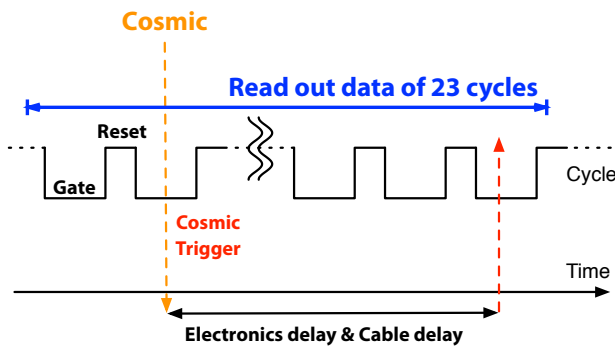 Cosmic
Read out data of 23 cycles
Reset
Cycle
Gate
Cosmic
Trigger
Time
Electronics delay & Cable delay